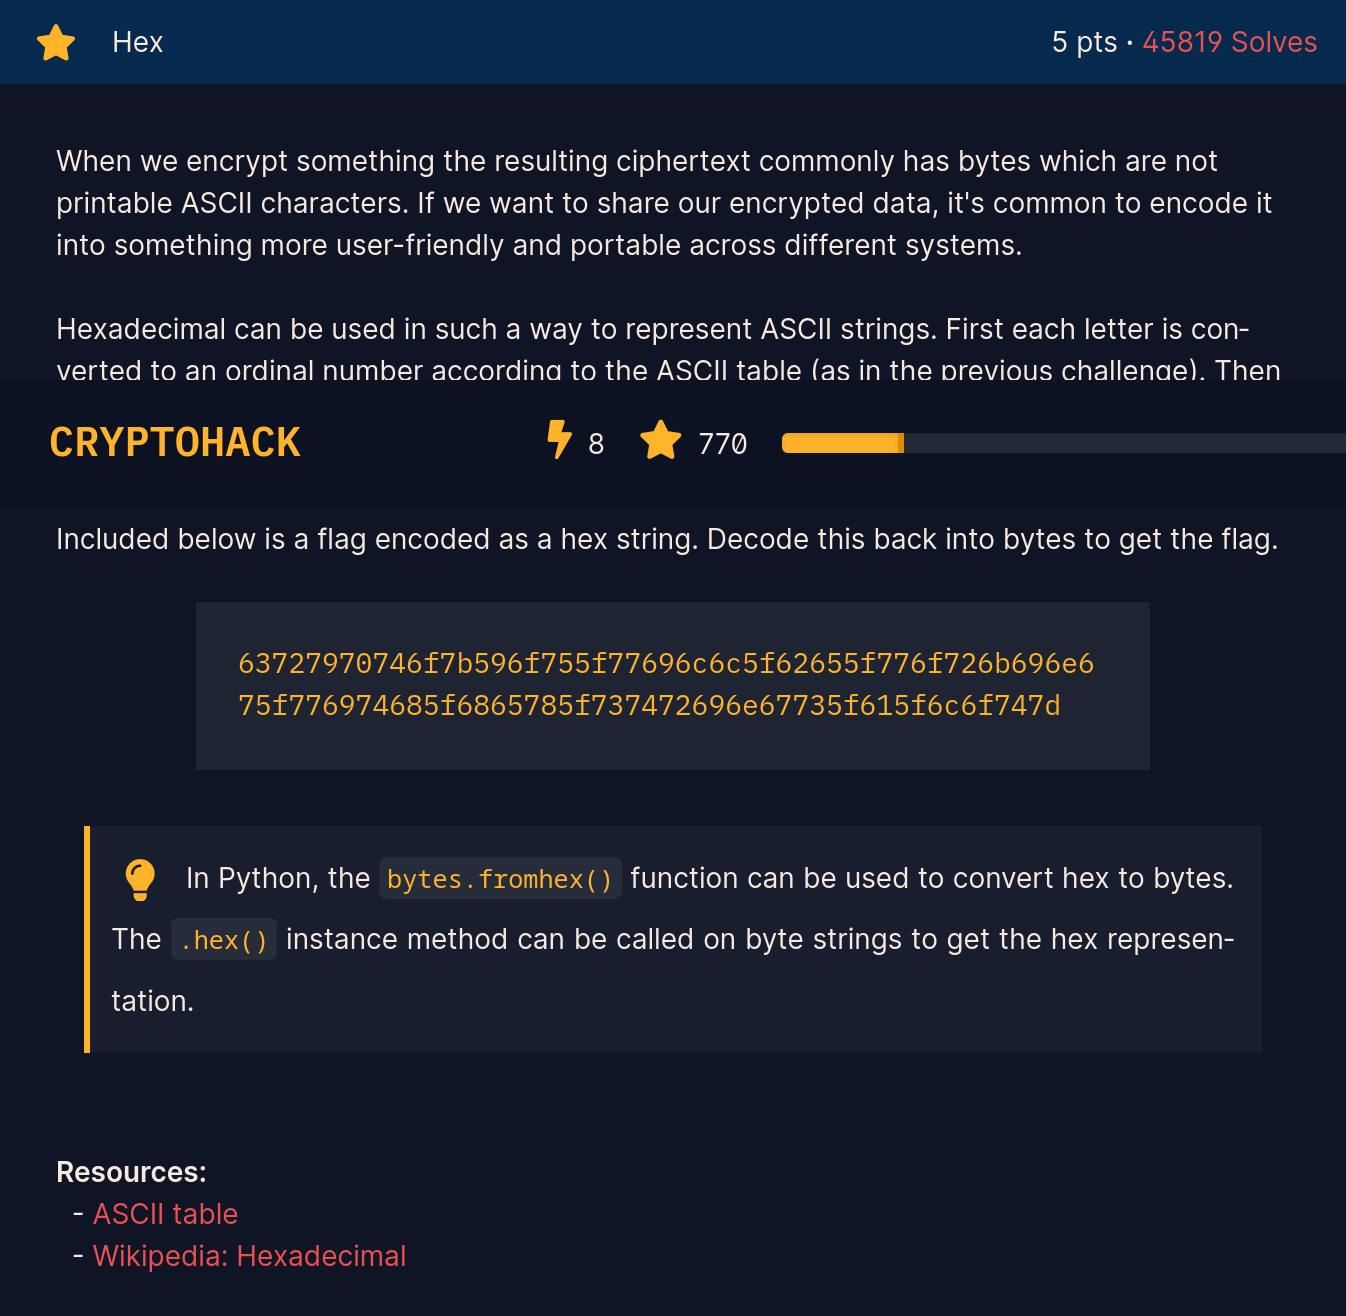 Hex
5 pts · 45819 Solves
When we encrypt something the resulting ciphertext commonly has bytes which are not
printable ASCII characters. If we want to share our encrypted data, it's common to encode it
into something more user-friendly and portable across different systems.
Hexadecimal can be used in such a way to represent ASCII strings. First each letter is con-
verted to an ordinal number according to the ASCII table (as in the previous challenge). Then
CRYPTOHACK
8
770
Included below is a flag encoded as a hex string. Decode this back into bytes to get the flag.
63727970746f7b596f755f77696c6c5f62655f776f726b696e6
75f776974685f6865785f737472696e67735f615f6c6f747d
In Python, the bytes.fromhex() function can be used to convert hex to bytes.
The .hex() instance method can be called on byte strings to get the hex represen-
tation.
Resources:
- ASCII table
- Wikipedia: Hexadecimal